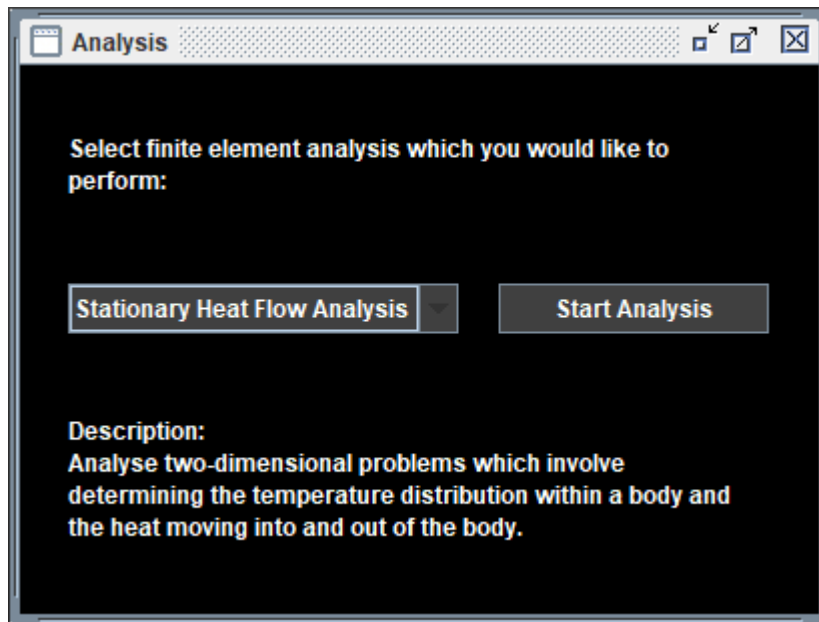 Analysis
Select finite element analysis which you would like to
perform:
Stationary Heat Flow Analysis
Start Analysis
Description:
Analyse two-dimensional problems which involve
determining the temperature distribution within a body and
the heat moving into and out of the body.